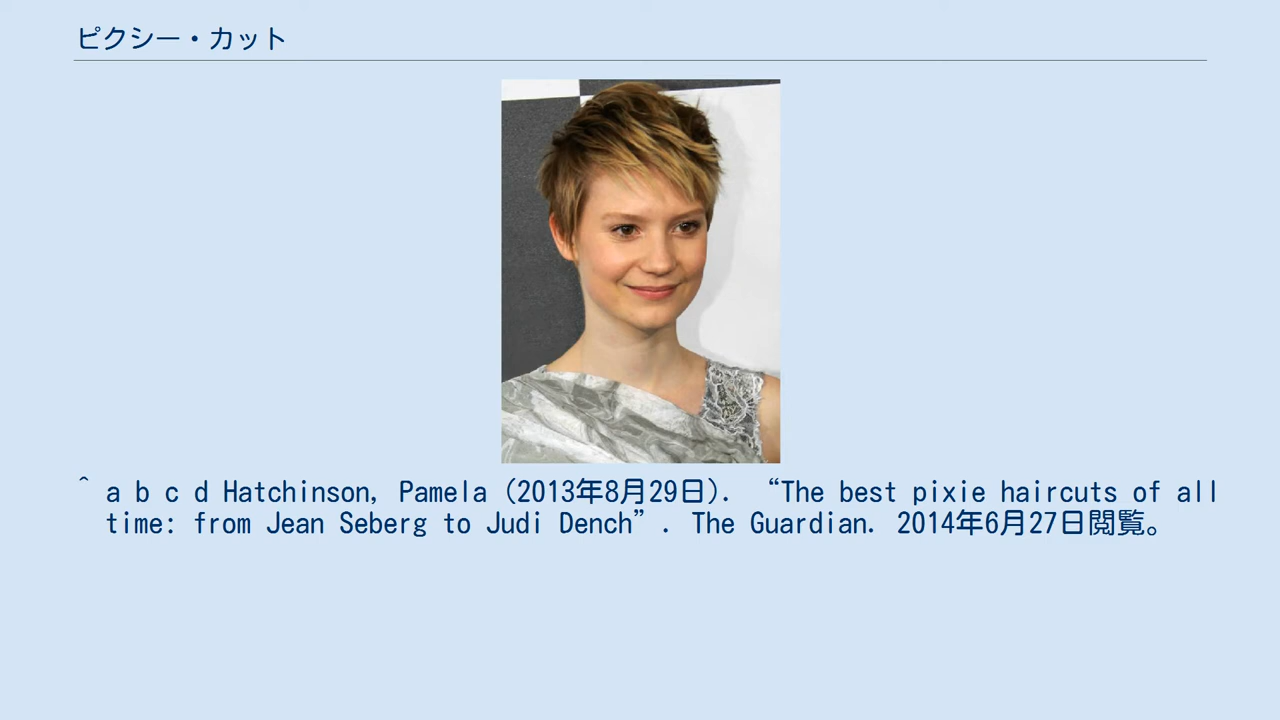 ピクシー・カット
^ a b c d Hatchinson, Pamela (2013年8月29日). “The best pixie haircuts of all
time: from Jean Seberg to Judi Dench”. The Guardian. 2014年6月27日閲覧。